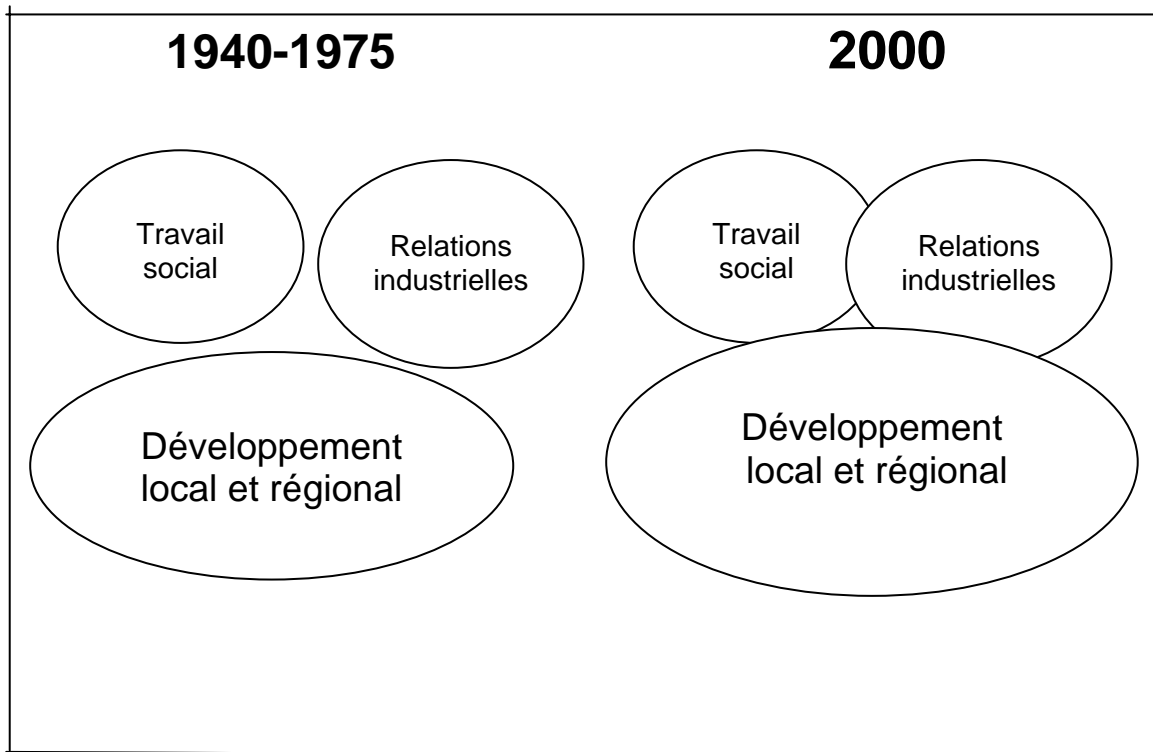 1940-1975
2000
Travail
social
Relations
industrielles
Développement
local et régional
Travail
social
Relations
industrielles
Développement
local et régional